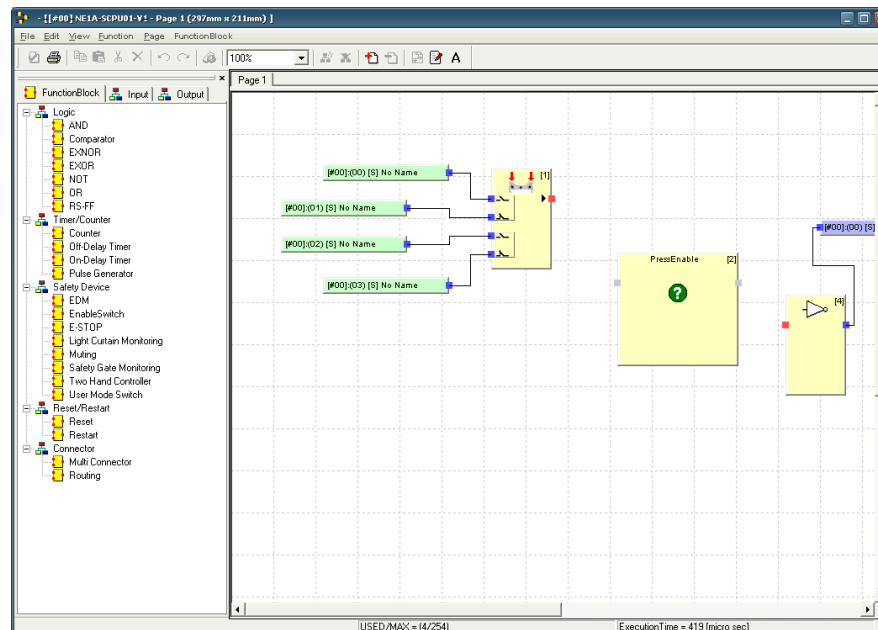 - [[#00] NE1A-SCPU01-V1 - Page 1 (297mm x 211mm) ]
File Edit View Function Page FunctionBlock
100%
A
FunctionBlock Input Output
Page 1
Logic
AND
Comparator
EXNOR
EXOR
NOT
OR
RS-FF
Timer/Counter
Counter
Off-Delay Timer
On-Delay Timer
Pulse Generator
Safety Device
EDM
EnableSwitch
E-STOP
Light Curtain Monitoring
Muting
Safety Gate Monitoring
Two Hand Controller
User Mode Switch
Reset/Restart
Reset
Restart
Connector
Multi Connector
Routing
[#00]:(00) [S] No Name
[#00]:(01) [S] No Name
[#00]:(02) [S] No Name
[#00]:(03) [S] No Name
[1]
PressEnable [2]
?
[#00]:(00) [S]
[4]
USED/MAX = [4/254]
ExecutionTime = 419 [micro sec]